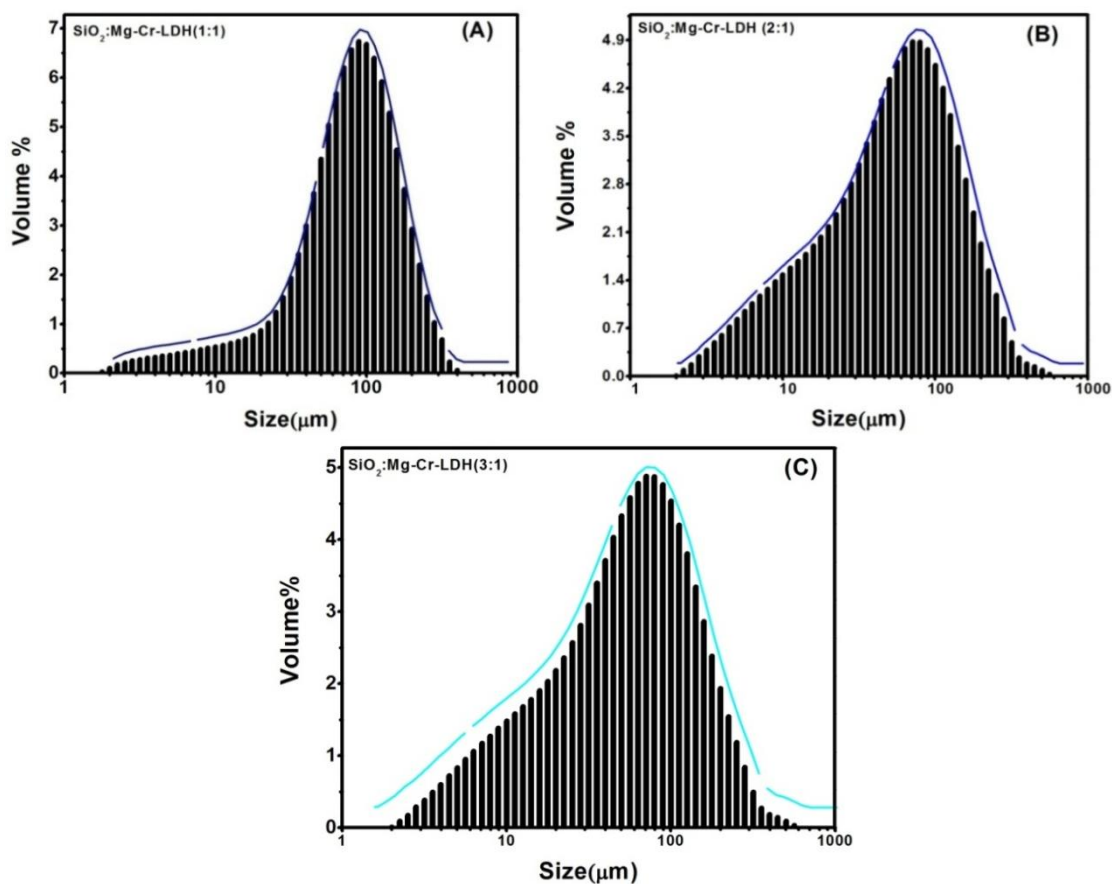 SiO₂:Mg-Cr-LDH(1:1)
(A)
7
6
5
4
3
2
1
0
Volume %
1
10
100
1000
Size(μm)
SiO₂:Mg-Cr-LDH (2:1)
(B)
4.9
4.2
3.5
2.8
2.1
1.4
0.7
0.0
Volume %
1
10
100
1000
Size(μm)
SiO₂:Mg-Cr-LDH(3:1)
(C)
5
4
3
2
1
0
Volume%
1
10
100
1000
Size(μm)